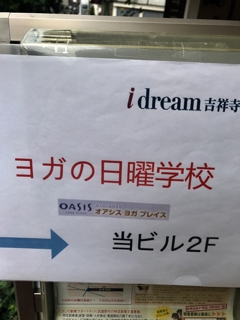 i dream 吉祥寺
ヨガの日曜学校
OASIS オアシス ヨガ プレイス
当ビル2F